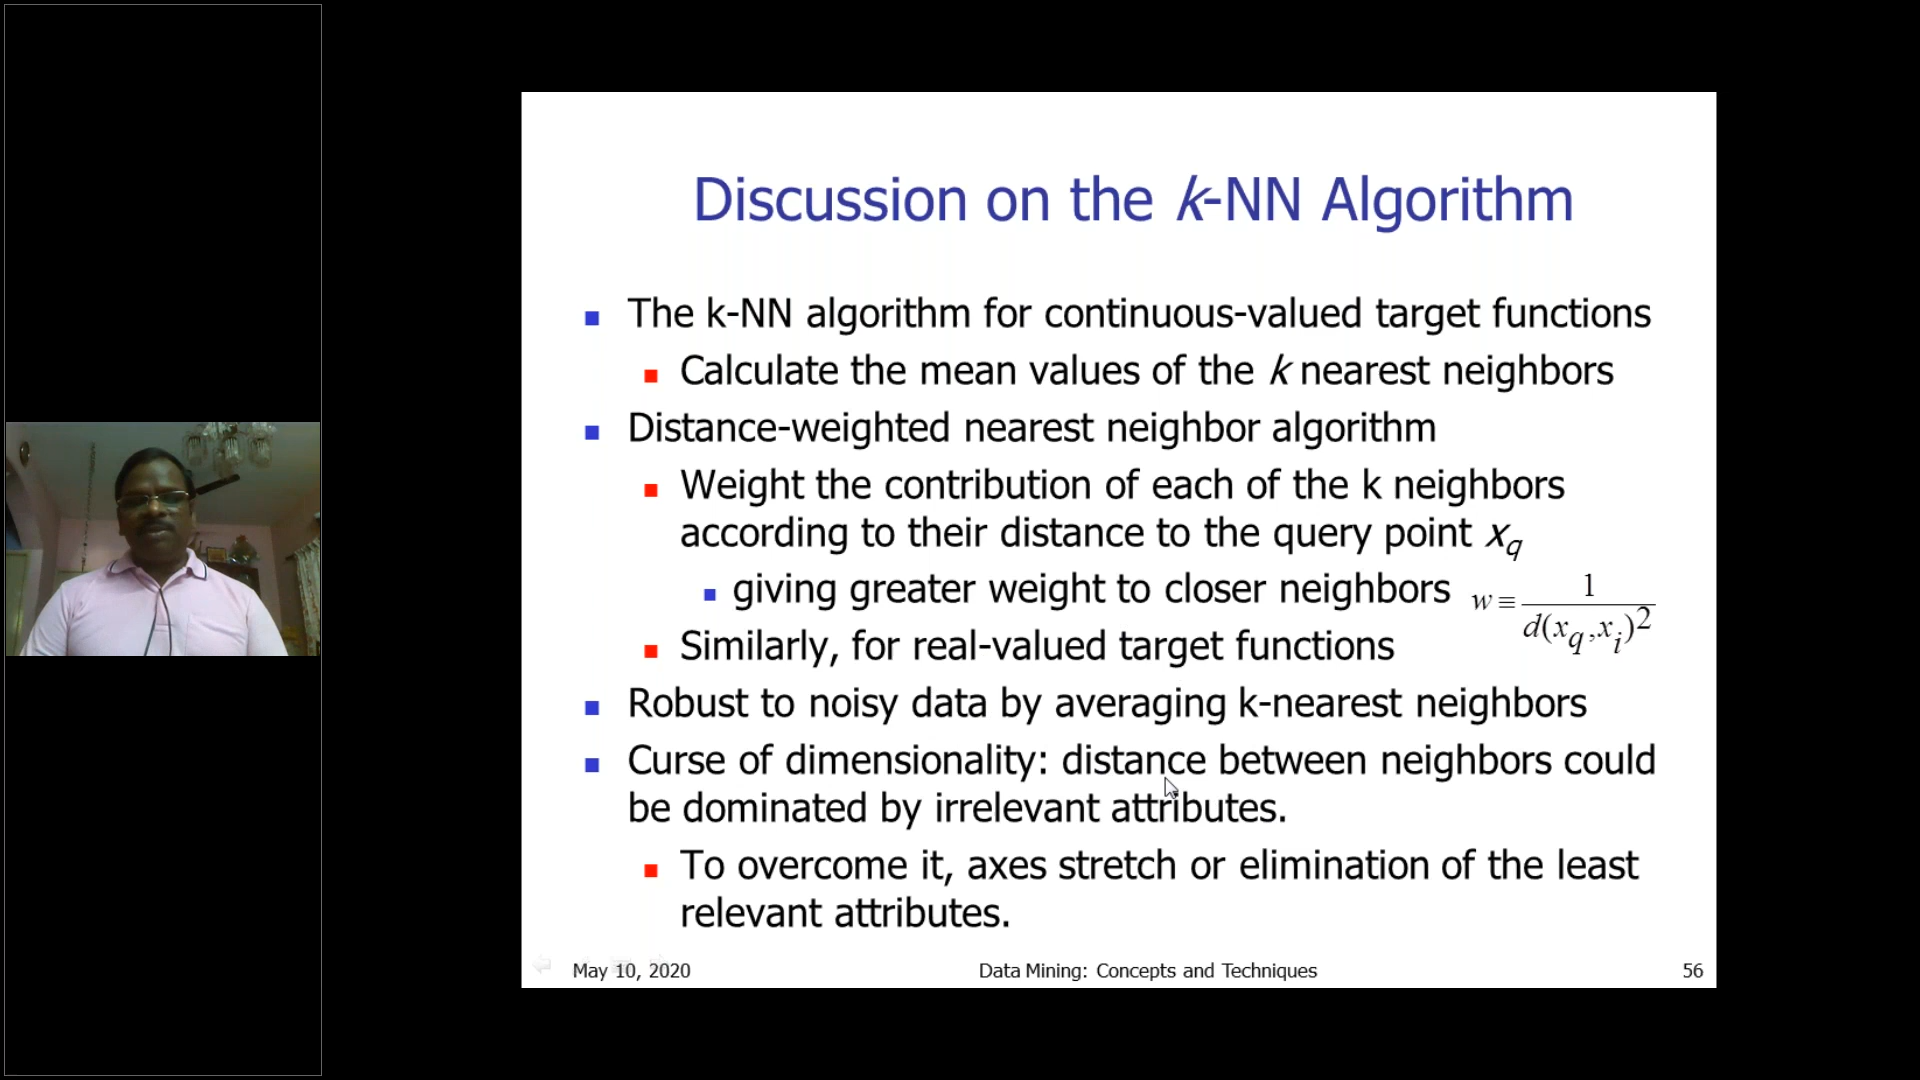 Discussion on the k-NN Algorithm
The k-NN algorithm for continuous-valued target functions
Calculate the mean values of the k nearest neighbors
Distance-weighted nearest neighbor algorithm
Weight the contribution of each of the k neighbors
according to their distance to the query point x_q
giving greater weight to closer neighbors w ≡ 1 / d(x_q, x_i)^2
Similarly, for real-valued target functions
Robust to noisy data by averaging k-nearest neighbors
Curse of dimensionality: distance between neighbors could
be dominated by irrelevant attributes.
To overcome it, axes stretch or elimination of the least
relevant attributes.
May 10, 2020 Data Mining: Concepts and Techniques 56